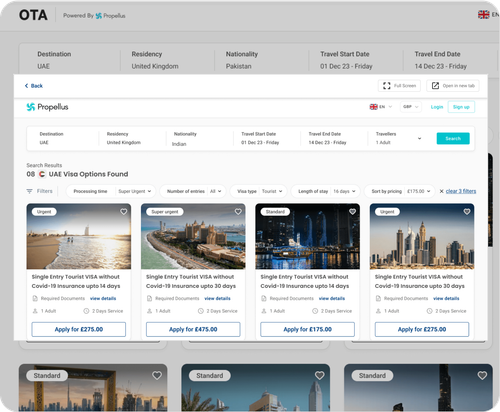 OTA Powered By Propellus EN
Destination Residency Nationality Travel Start Date Travel End Date
UAE United Kingdom Pakistan 01 Dec 23 - Friday 14 Dec 23 - Friday
Back Full Screen Open in new tab
Propellus EN GBP Login Sign up
Destination Residency Nationality Travel Start Date Travel End Date Travellers
UAE United Kingdom Indian 01 Dec 23 - Friday 14 Dec 23 - Friday 1 Adult Search
Search Results
08 UAE Visa Options Found
Filters Processing time Super Urgent Number of entries All Visa type Tourist Length of stay 16 days Sort by pricing £175.00 clear 3 filters
Urgent Super urgent Standard Urgent
Single Entry Tourist VISA without Single Entry Tourist VISA without Single Entry Tourist VISA without Single Entry Tourist VISA without
Covid-19 Insurance upto 14 days Covid-19 Insurance upto 30 days Covid-19 Insurance upto 14 days Covid-19 Insurance upto 30 days
Required Documents view details Required Documents view details Required Documents view details Required Documents view details
1 Adult 2 Days Service 1 Adult 2 Days Service 1 Adult 2 Days Service 1 Adult 2 Days Service
Apply for £275.00 Apply for £475.00 Apply for £175.00 Apply for £275.00
Standard Standard Standard